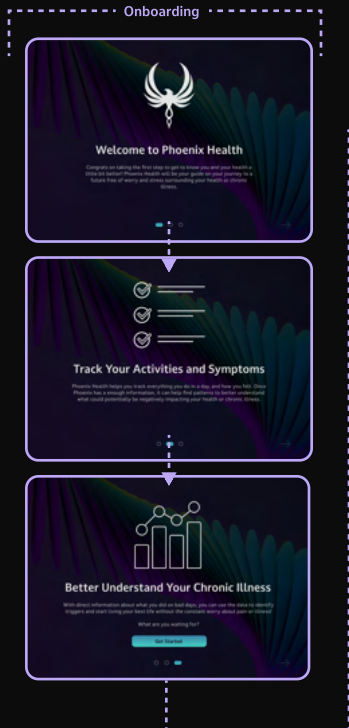 Onboarding
Welcome to Phoenix Health
Congrats on taking the first step to get to know you and your health a
little bit better! Phoenix Health will be your guide on your journey to a
future free of worry and stress surrounding your health or chronic
illness.
Track Your Activities and Symptoms
Phoenix Health helps you track everything you do in a day, and how you felt. Once
Phoenix has a enough information, it can help find patterns to better understand
what could potentially be negatively impacting your health or chronic illness.
Better Understand Your Chronic Illness
With direct information about what you did on bad days, you can use the data to identify
triggers and start living your best life without the constant worry about pain or illness!
What are you waiting for?
Get Started